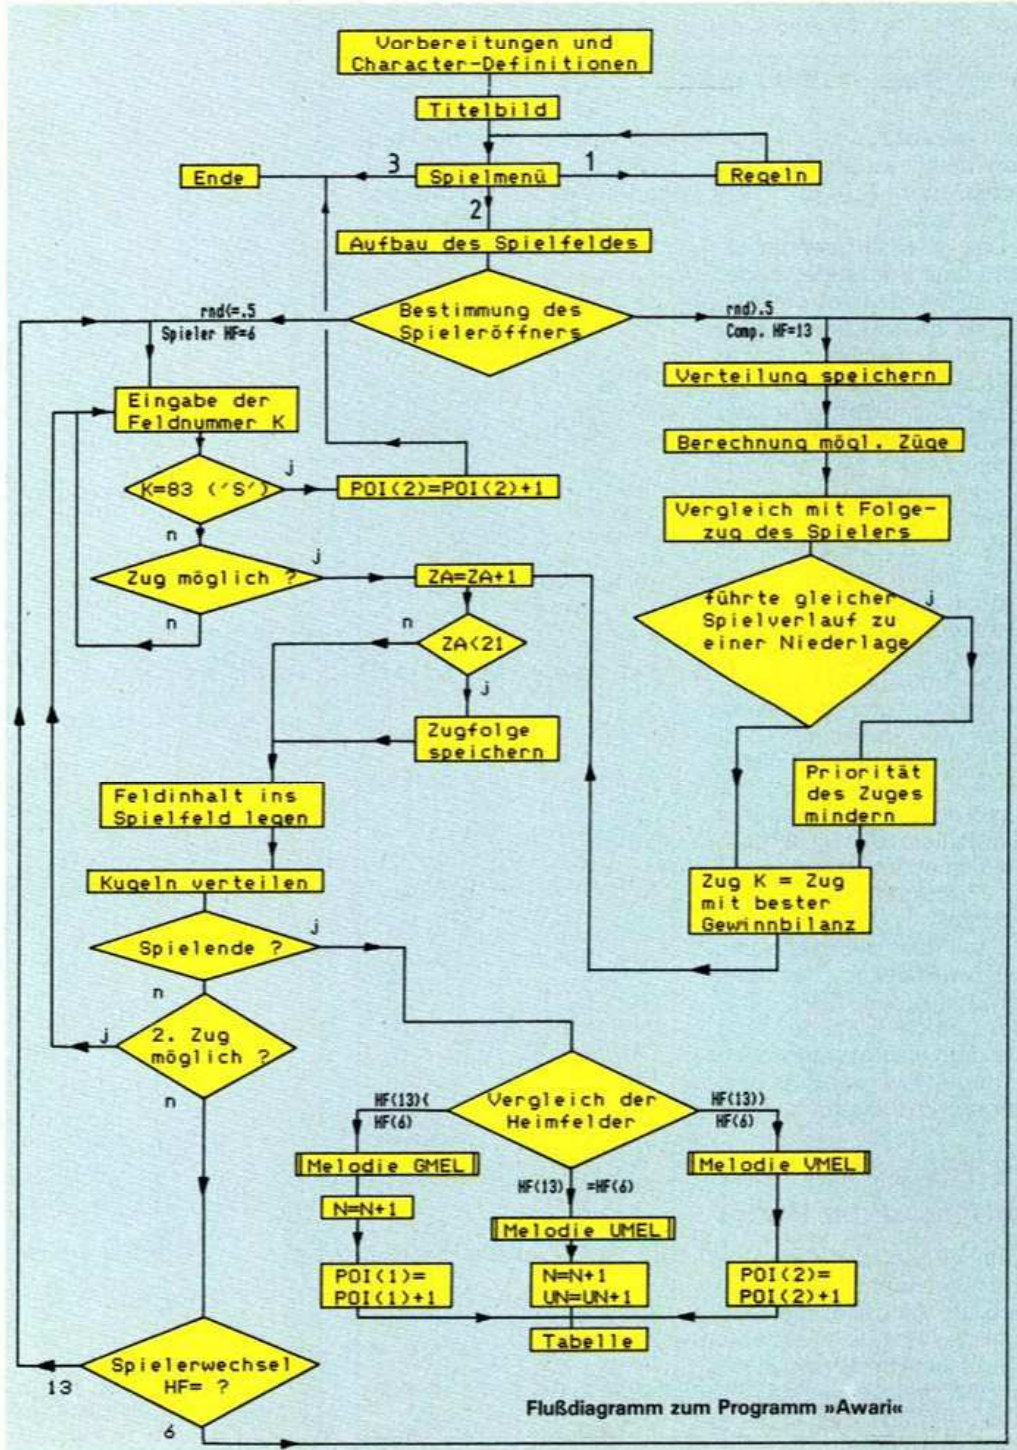 Vorbereitungen und
Character-Definitionen
Titelbild
Ende
3
Spielmenü
1
Regeln
2
Aufbau des Spielfeldes
Bestimmung des
Spieleröffners
rnd<=.5
Spieler HF=6
rnd>.5
Comp. HF=13
Eingabe der
Feldnummer K
K=83 ('S')
j
POI(2)=POI(2)+1
n
Zug möglich ?
j
n
ZA=ZA+1
n
ZA<21
j
Zugfolge
speichern
Feldinhalt ins
Spielfeld legen
Kugeln verteilen
Spielende ?
j
n
j
2. Zug
möglich ?
n
Verteilung speichern
Berechnung mögl. Züge
Vergleich mit Folge-
zug des Spielers
führte gleicher
Spielverlauf zu
einer Niederlage
j
Priorität
des Zuges
mindern
Zug K = Zug
mit bester
Gewinnbilanz
Vergleich der
Heimfelder
HF(13)<
HF(6)
HF(13)>
HF(6)
HF(13) =HF(6)
Melodie GMEL
Melodie UMEL
Melodie VMEL
N=N+1
POI(1)=
POI(1)+1
N=N+1
UN=UN+1
POI(2)=
POI(2)+1
Tabelle
Spielerwechsel
HF= ?
13
6
Flußdiagramm zum Programm »Awari«